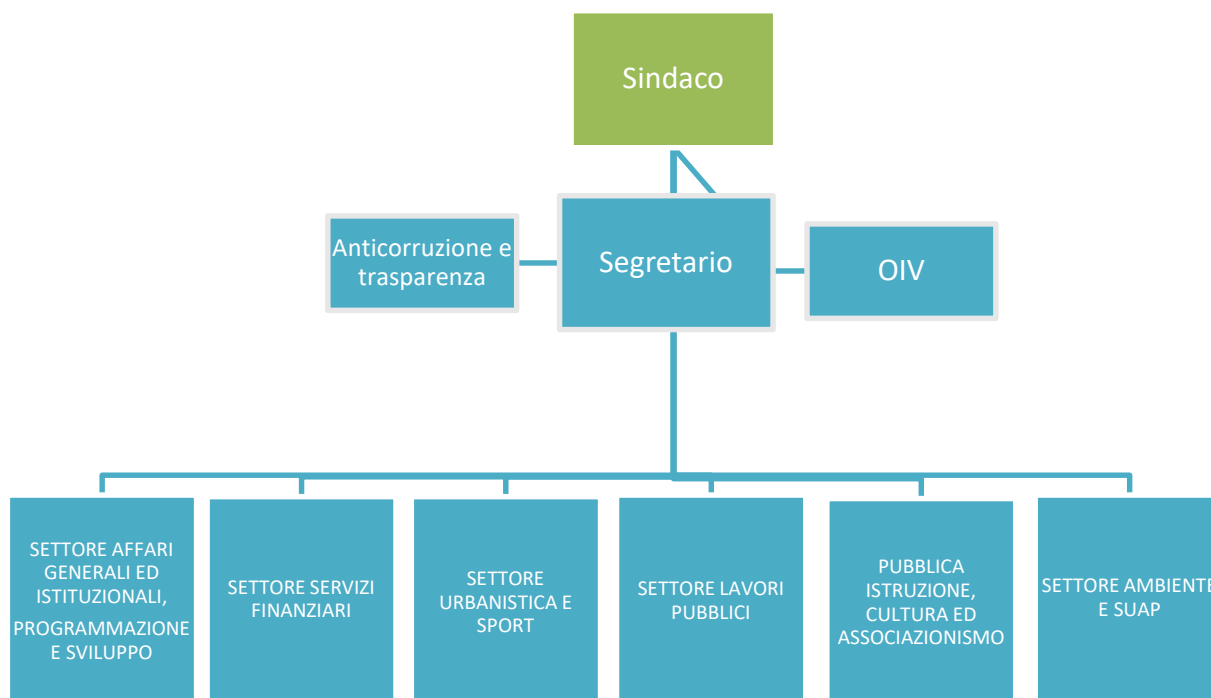 Sindaco
Anticorruzione e
trasparenza
Segretario
OIV
SETTORE AFFARI
GENERALI ED
ISTITUZIONALI,
PROGRAMMAZIONE
E SVILUPPO
SETTORE SERVIZI
FINANZIARI
SETTORE
URBANISTICA E
SPORT
SETTORE LAVORI
PUBBLICI
PUBBLICA
ISTRUZIONE,
CULTURA ED
ASSOCIAZIONISMO
SETTORE AMBIENTE
E SUAP